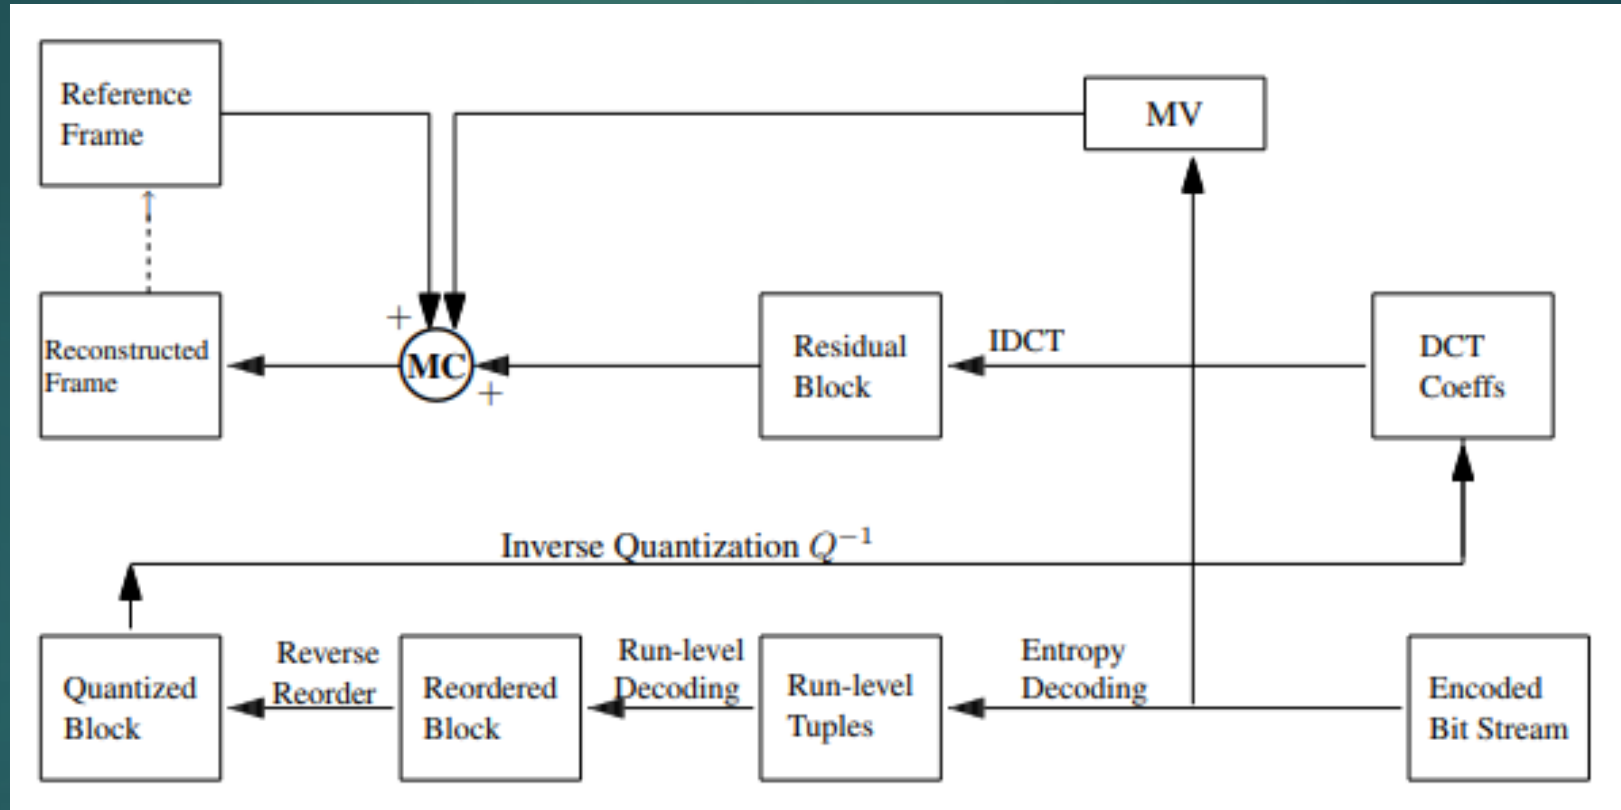 Reference
Frame
MV
+
Reconstructed
Frame
MC
+
Residual
Block
IDCT
DCT
Coeffs
Inverse Quantization Q⁻¹
Quantized
Block
Reverse
Reorder
Reordered
Block
Run-level
Decoding
Run-level
Tuples
Entropy
Decoding
Encoded
Bit Stream